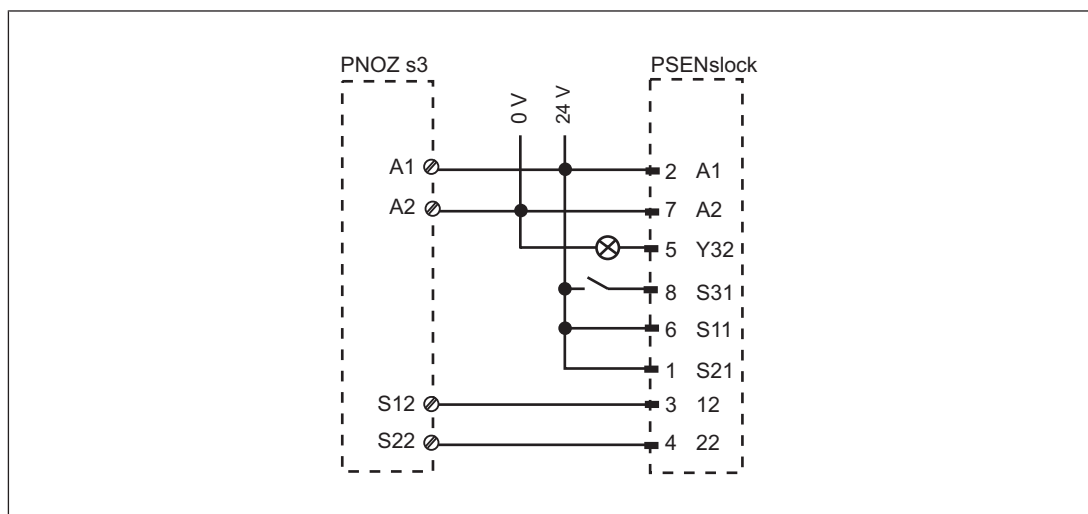 PNOZ s3
PSENslock
0 V
24 V
A1
2 A1
A2
7 A2
5 Y32
8 S31
6 S11
1 S21
S12
3 12
S22
4 22